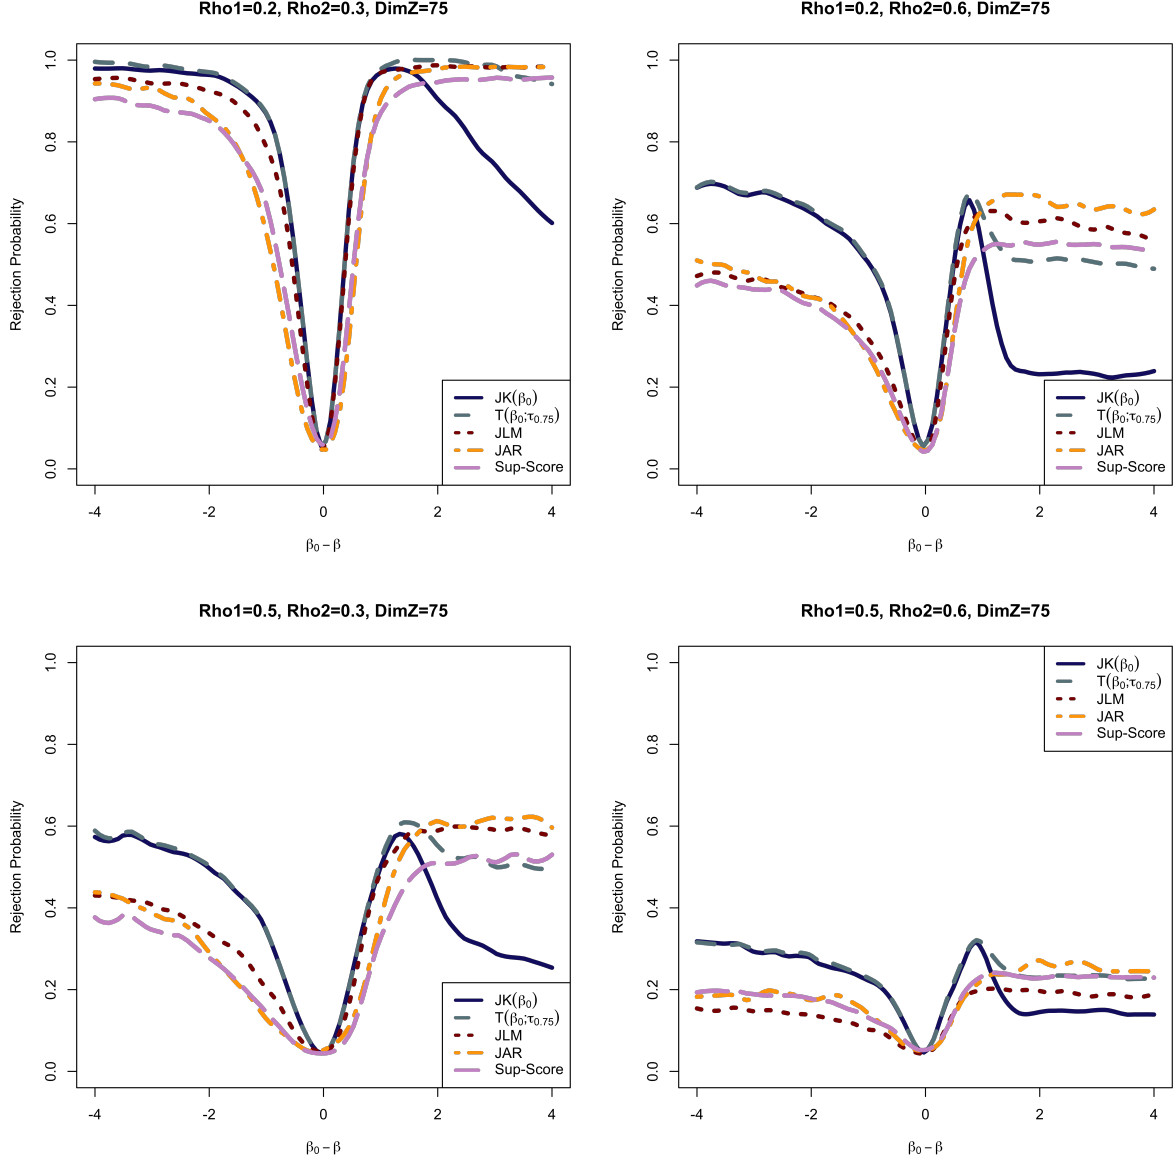 Rho1=0.2, Rho2=0.3, DimZ=75
Rejection Probability
1.0
0.8
0.6
0.4
0.2
0.0
-4 -2 0 2 4
β₀ − β
JK(β₀)
T(β₀;τ₀.₇₅)
JLM
JAR
Sup-Score
Rho1=0.2, Rho2=0.6, DimZ=75
Rejection Probability
1.0
0.8
0.6
0.4
0.2
0.0
-4 -2 0 2 4
β₀ − β
JK(β₀)
T(β₀;τ₀.₇₅)
JLM
JAR
Sup-Score
Rho1=0.5, Rho2=0.3, DimZ=75
Rejection Probability
1.0
0.8
0.6
0.4
0.2
0.0
-4 -2 0 2 4
β₀ − β
JK(β₀)
T(β₀;τ₀.₇₅)
JLM
JAR
Sup-Score
Rho1=0.5, Rho2=0.6, DimZ=75
Rejection Probability
1.0
0.8
0.6
0.4
0.2
0.0
-4 -2 0 2 4
β₀ − β
JK(β₀)
T(β₀;τ₀.₇₅)
JLM
JAR
Sup-Score